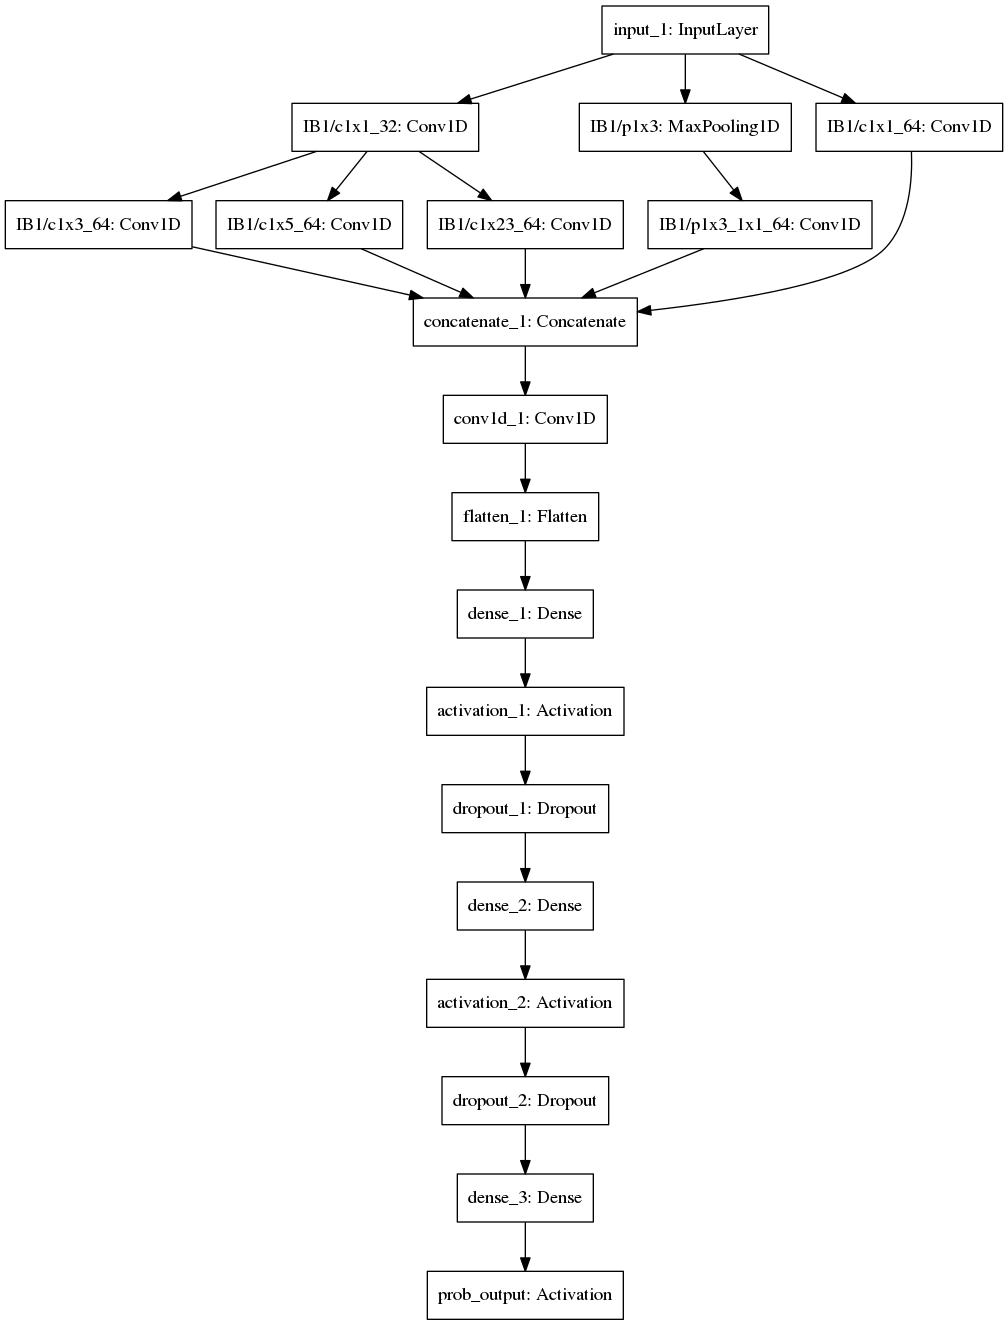 input_1: InputLayer
IB1/c1x1_32: Conv1D
IB1/p1x3: MaxPooling1D
IB1/c1x1_64: Conv1D
IB1/c1x3_64: Conv1D
IB1/c1x5_64: Conv1D
IB1/c1x23_64: Conv1D
IB1/p1x3_1x1_64: Conv1D
concatenate_1: Concatenate
conv1d_1: Conv1D
flatten_1: Flatten
dense_1: Dense
activation_1: Activation
dropout_1: Dropout
dense_2: Dense
activation_2: Activation
dropout_2: Dropout
dense_3: Dense
prob_output: Activation